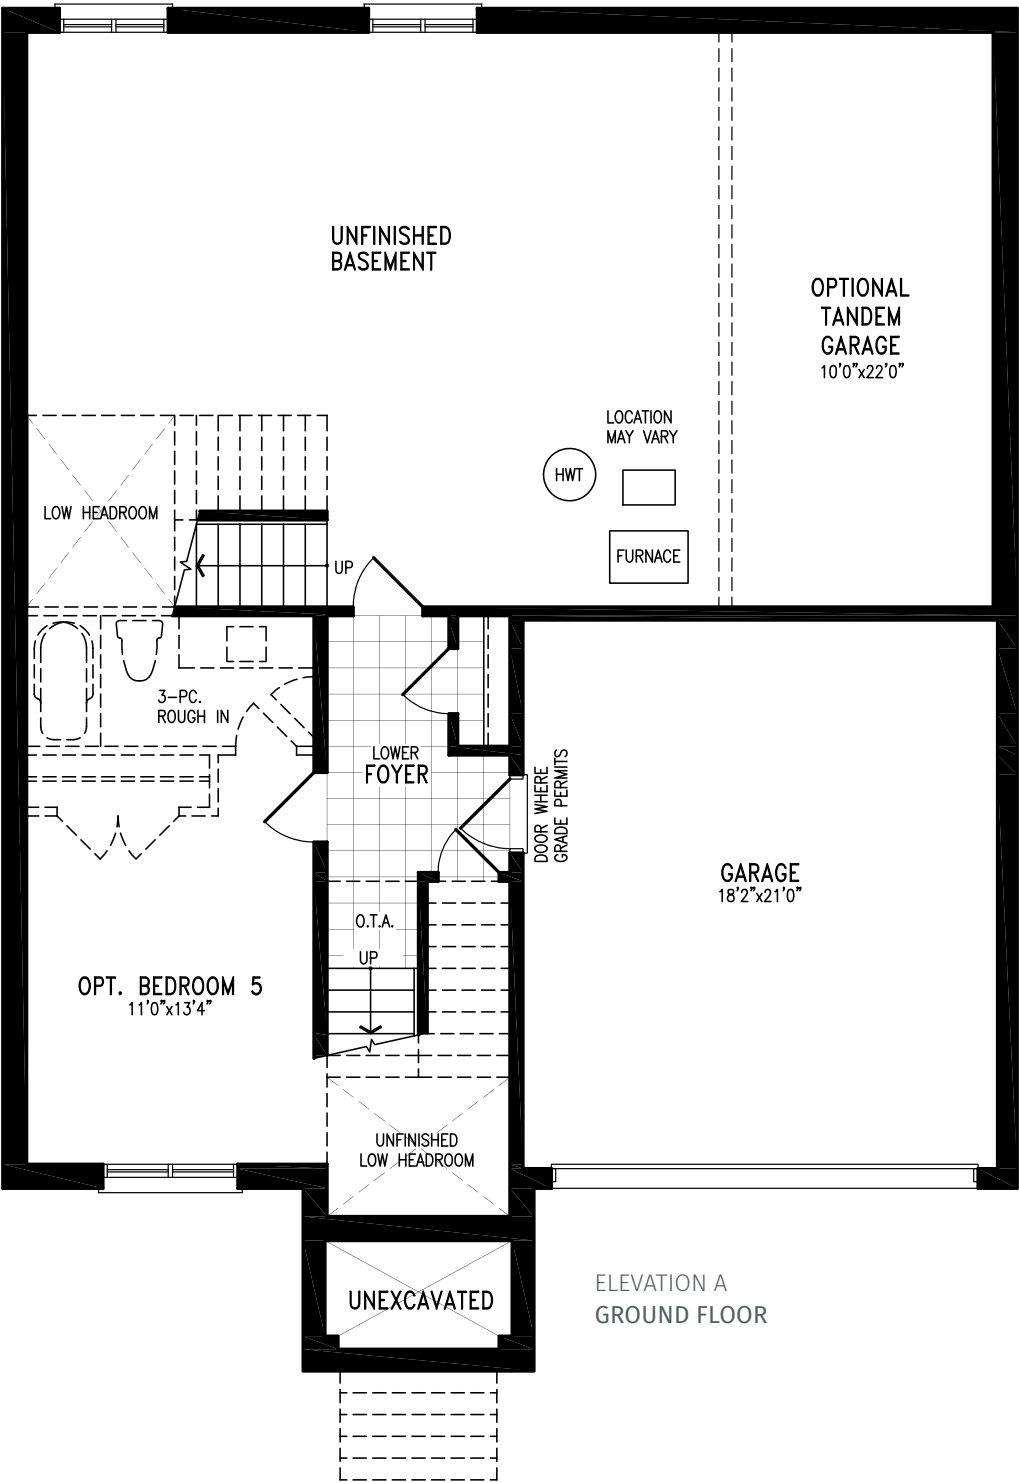 UNFINISHED
BASEMENT
OPTIONAL
TANDEM
GARAGE
10'0"x22'0"
LOCATION
MAY VARY
HWT
FURNACE
LOW HEADROOM
UP
3-PC.
ROUGH IN
LOWER
FOYER
DOOR WHERE
GRADE PERMITS
GARAGE
18'2"x21'0"
O.T.A.
UP
OPT. BEDROOM 5
11'0"x13'4"
UNFINISHED
LOW HEADROOM
UNEXCAVATED
ELEVATION A
GROUND FLOOR